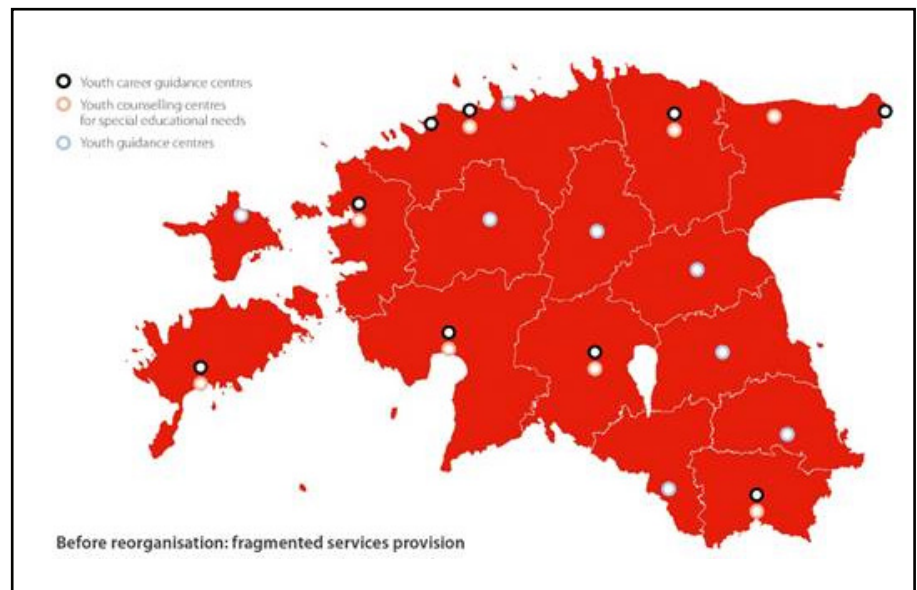 Youth career guidance centres
Youth counselling centres
for special educational needs
Youth guidance centres
Before reorganisation: fragmented services provision